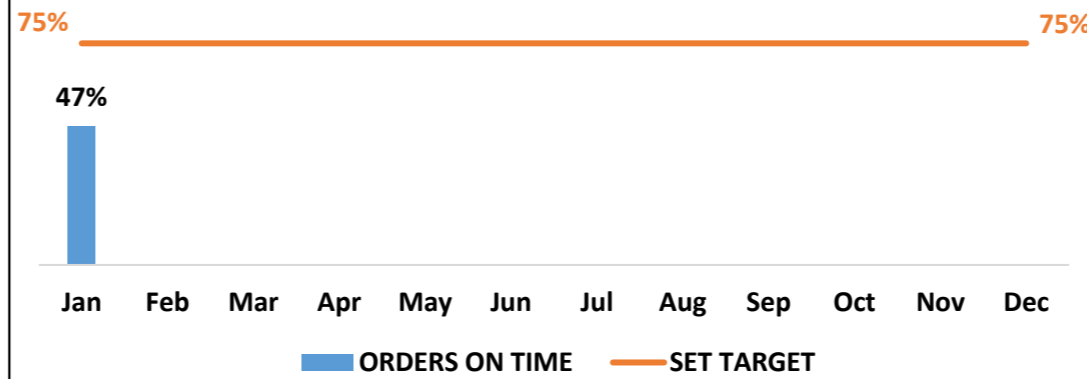 75% 75%
47%
Jan Feb Mar Apr May Jun Jul Aug Sep Oct Nov Dec
ORDERS ON TIME SET TARGET